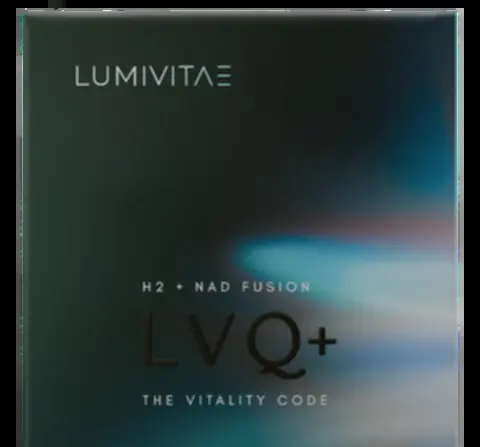 LUMIVITAE
H2 + NAD FUSION
LVQ+
THE VITALITY CODE